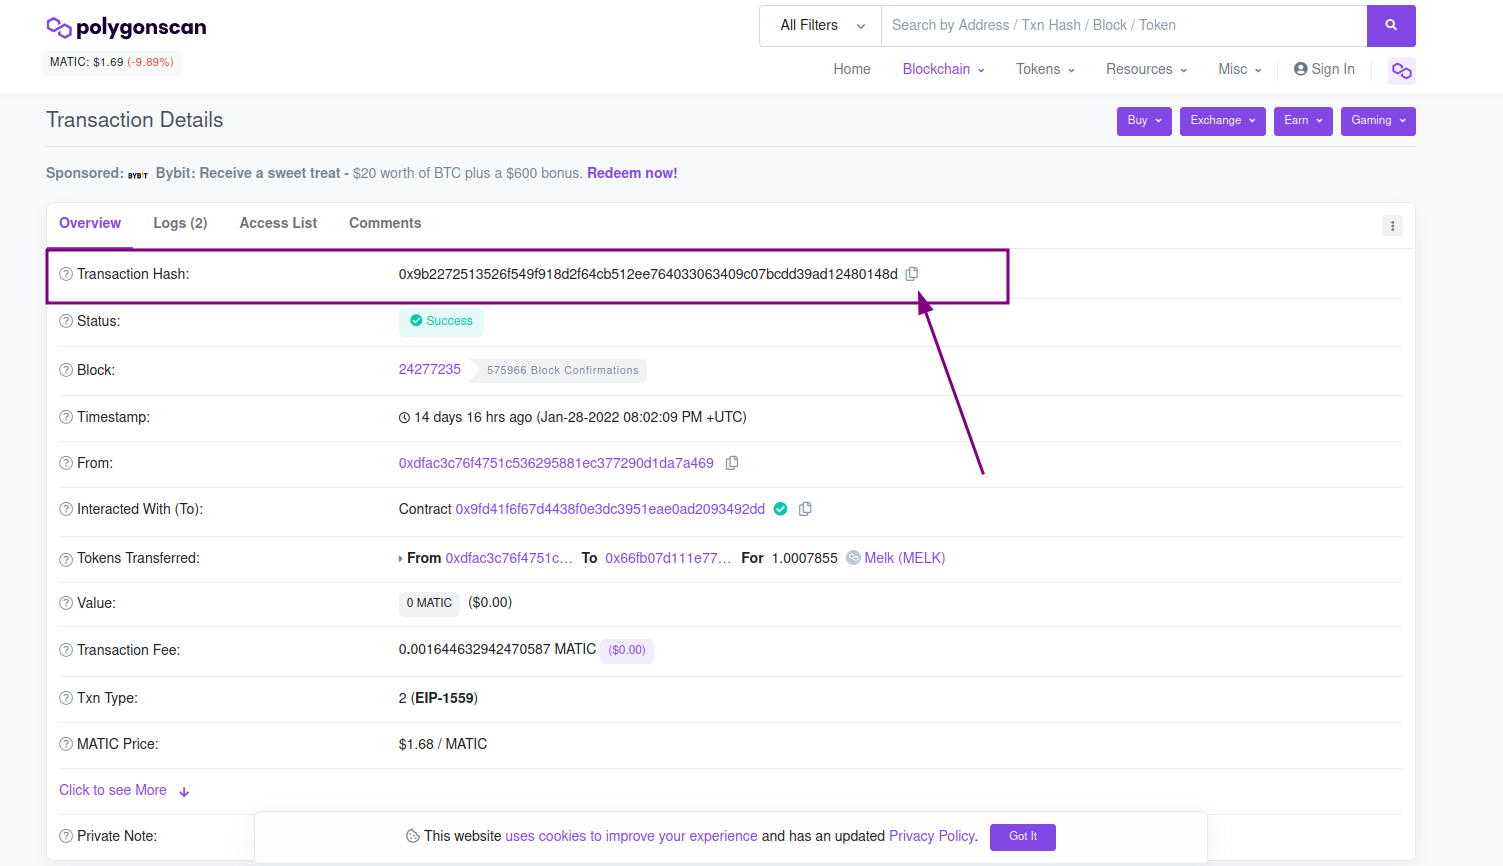 polygonscan
All Filters
Search by Address / Txn Hash / Block / Token
MATIC: $1.69 (-9.89%)
Home Blockchain Tokens Resources Misc Sign In
Transaction Details
Buy Exchange Earn Gaming
Sponsored: BYBIT Bybit: Receive a sweet treat - $20 worth of BTC plus a $600 bonus. Redeem now!
Overview Logs (2) Access List Comments
Transaction Hash: 0x9b2272513526f549f918d2f64cb512ee764033063409c07bcdd39ad12480148d
Status: Success
Block: 24277235 575966 Block Confirmations
Timestamp: 14 days 16 hrs ago (Jan-28-2022 08:02:09 PM +UTC)
From: 0xdfac3c76f4751c536295881ec377290d1da7a469
Interacted With (To): Contract 0x9fd41f6f67d4438f0e3dc3951eae0ad2093492dd
Tokens Transferred: From 0xdfac3c76f4751c... To 0x66fb07d111e77... For 1.0007855 Melk (MELK)
Value: 0 MATIC ($0.00)
Transaction Fee: 0.001644632942470587 MATIC ($0.00)
Txn Type: 2 (EIP-1559)
MATIC Price: $1.68 / MATIC
Click to see More
Private Note:
This website uses cookies to improve your experience and has an updated Privacy Policy. Got It